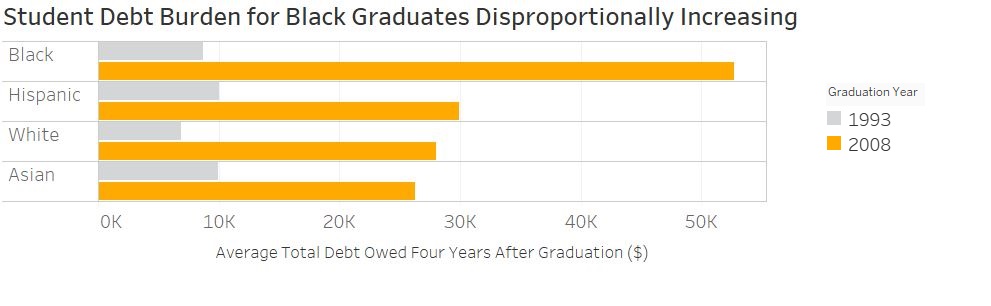 Student Debt Burden for Black Graduates Disproportionally Increasing
Black
Hispanic
White
Asian
0K 10K 20K 30K 40K 50K
Average Total Debt Owed Four Years After Graduation ($)
Graduation Year
1993
2008